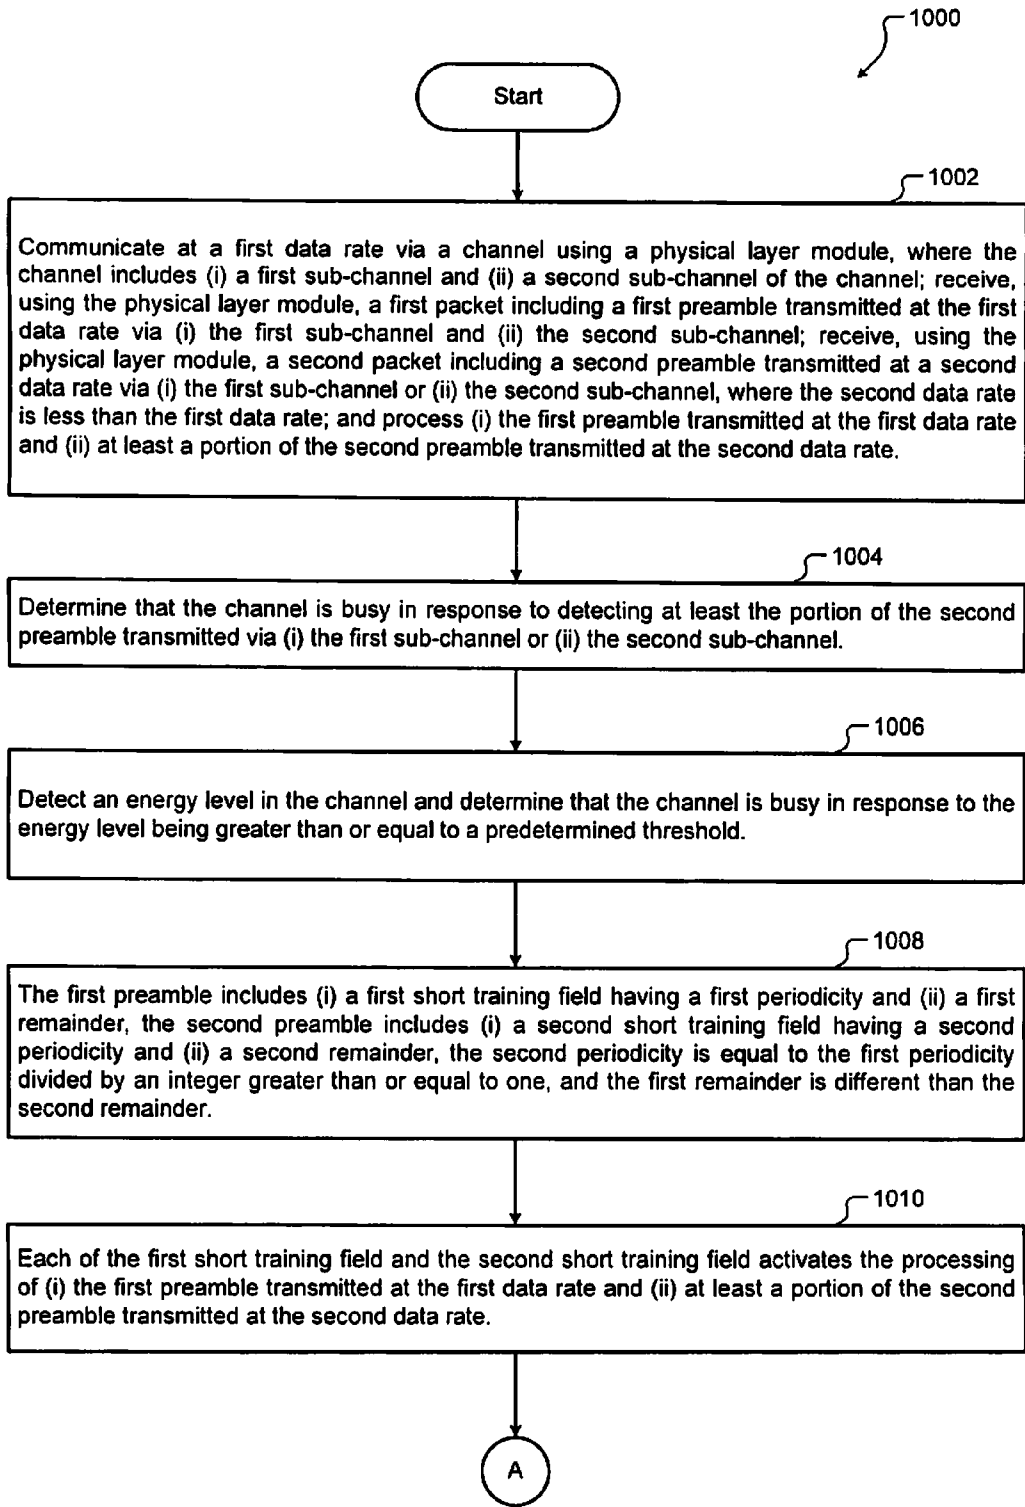 1000
Start
1002
Communicate at a first data rate via a channel using a physical layer module, where the
channel includes (i) a first sub-channel and (ii) a second sub-channel of the channel; receive,
using the physical layer module, a first packet including a first preamble transmitted at the first
data rate via (i) the first sub-channel and (ii) the second sub-channel; receive, using the
physical layer module, a second packet including a second preamble transmitted at a second
data rate via (i) the first sub-channel or (ii) the second sub-channel, where the second data rate
is less than the first data rate; and process (i) the first preamble transmitted at the first data rate
and (ii) at least a portion of the second preamble transmitted at the second data rate.
1004
Determine that the channel is busy in response to detecting at least the portion of the second
preamble transmitted via (i) the first sub-channel or (ii) the second sub-channel.
1006
Detect an energy level in the channel and determine that the channel is busy in response to the
energy level being greater than or equal to a predetermined threshold.
1008
The first preamble includes (i) a first short training field having a first periodicity and (ii) a first
remainder, the second preamble includes (i) a second short training field having a second
periodicity and (ii) a second remainder, the second periodicity is equal to the first periodicity
divided by an integer greater than or equal to one, and the first remainder is different than the
second remainder.
1010
Each of the first short training field and the second short training field activates the processing
of (i) the first preamble transmitted at the first data rate and (ii) at least a portion of the second
preamble transmitted at the second data rate.
A